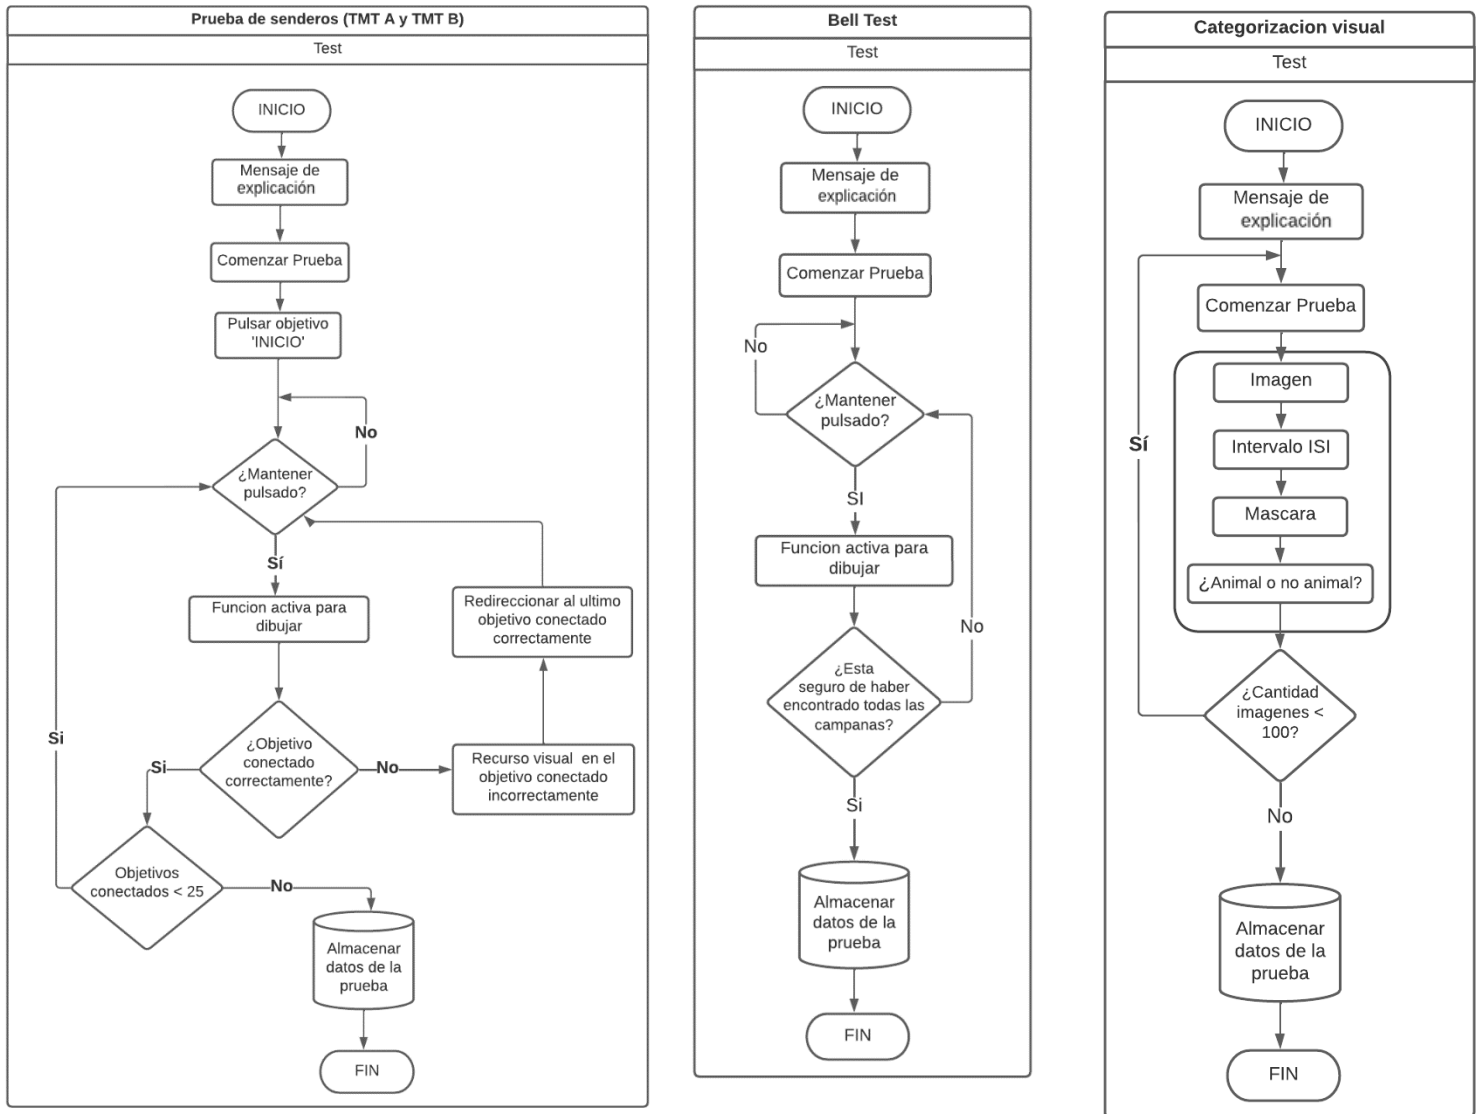 Prueba de senderos (TMT A y TMT B)
Test
INICIO
Mensaje de
explicación
Comenzar Prueba
Pulsar objetivo
'INICIO'
No
¿Mantener
pulsado?
Sí
Funcion activa para
dibujar
Redireccionar al ultimo
objetivo conectado
correctamente
Si
¿Objetivo
conectado
correctamente?
Si
No
Recurso visual en el
objetivo conectado
incorrectamente
Objetivos
conectados < 25
No
Almacenar
datos de la
prueba
FIN
Bell Test
Test
INICIO
Mensaje de
explicación
Comenzar Prueba
No
¿Mantener
pulsado?
SI
Funcion activa para
dibujar
No
¿Esta
seguro de haber
encontrado todas las
campanas?
Si
Almacenar
datos de la
prueba
FIN
Categorizacion visual
Test
INICIO
Mensaje de
explicación
Comenzar Prueba
Imagen
Sí
Intervalo ISI
Mascara
¿Animal o no animal?
¿Cantidad
imagenes <
100?
No
Almacenar
datos de la
prueba
FIN